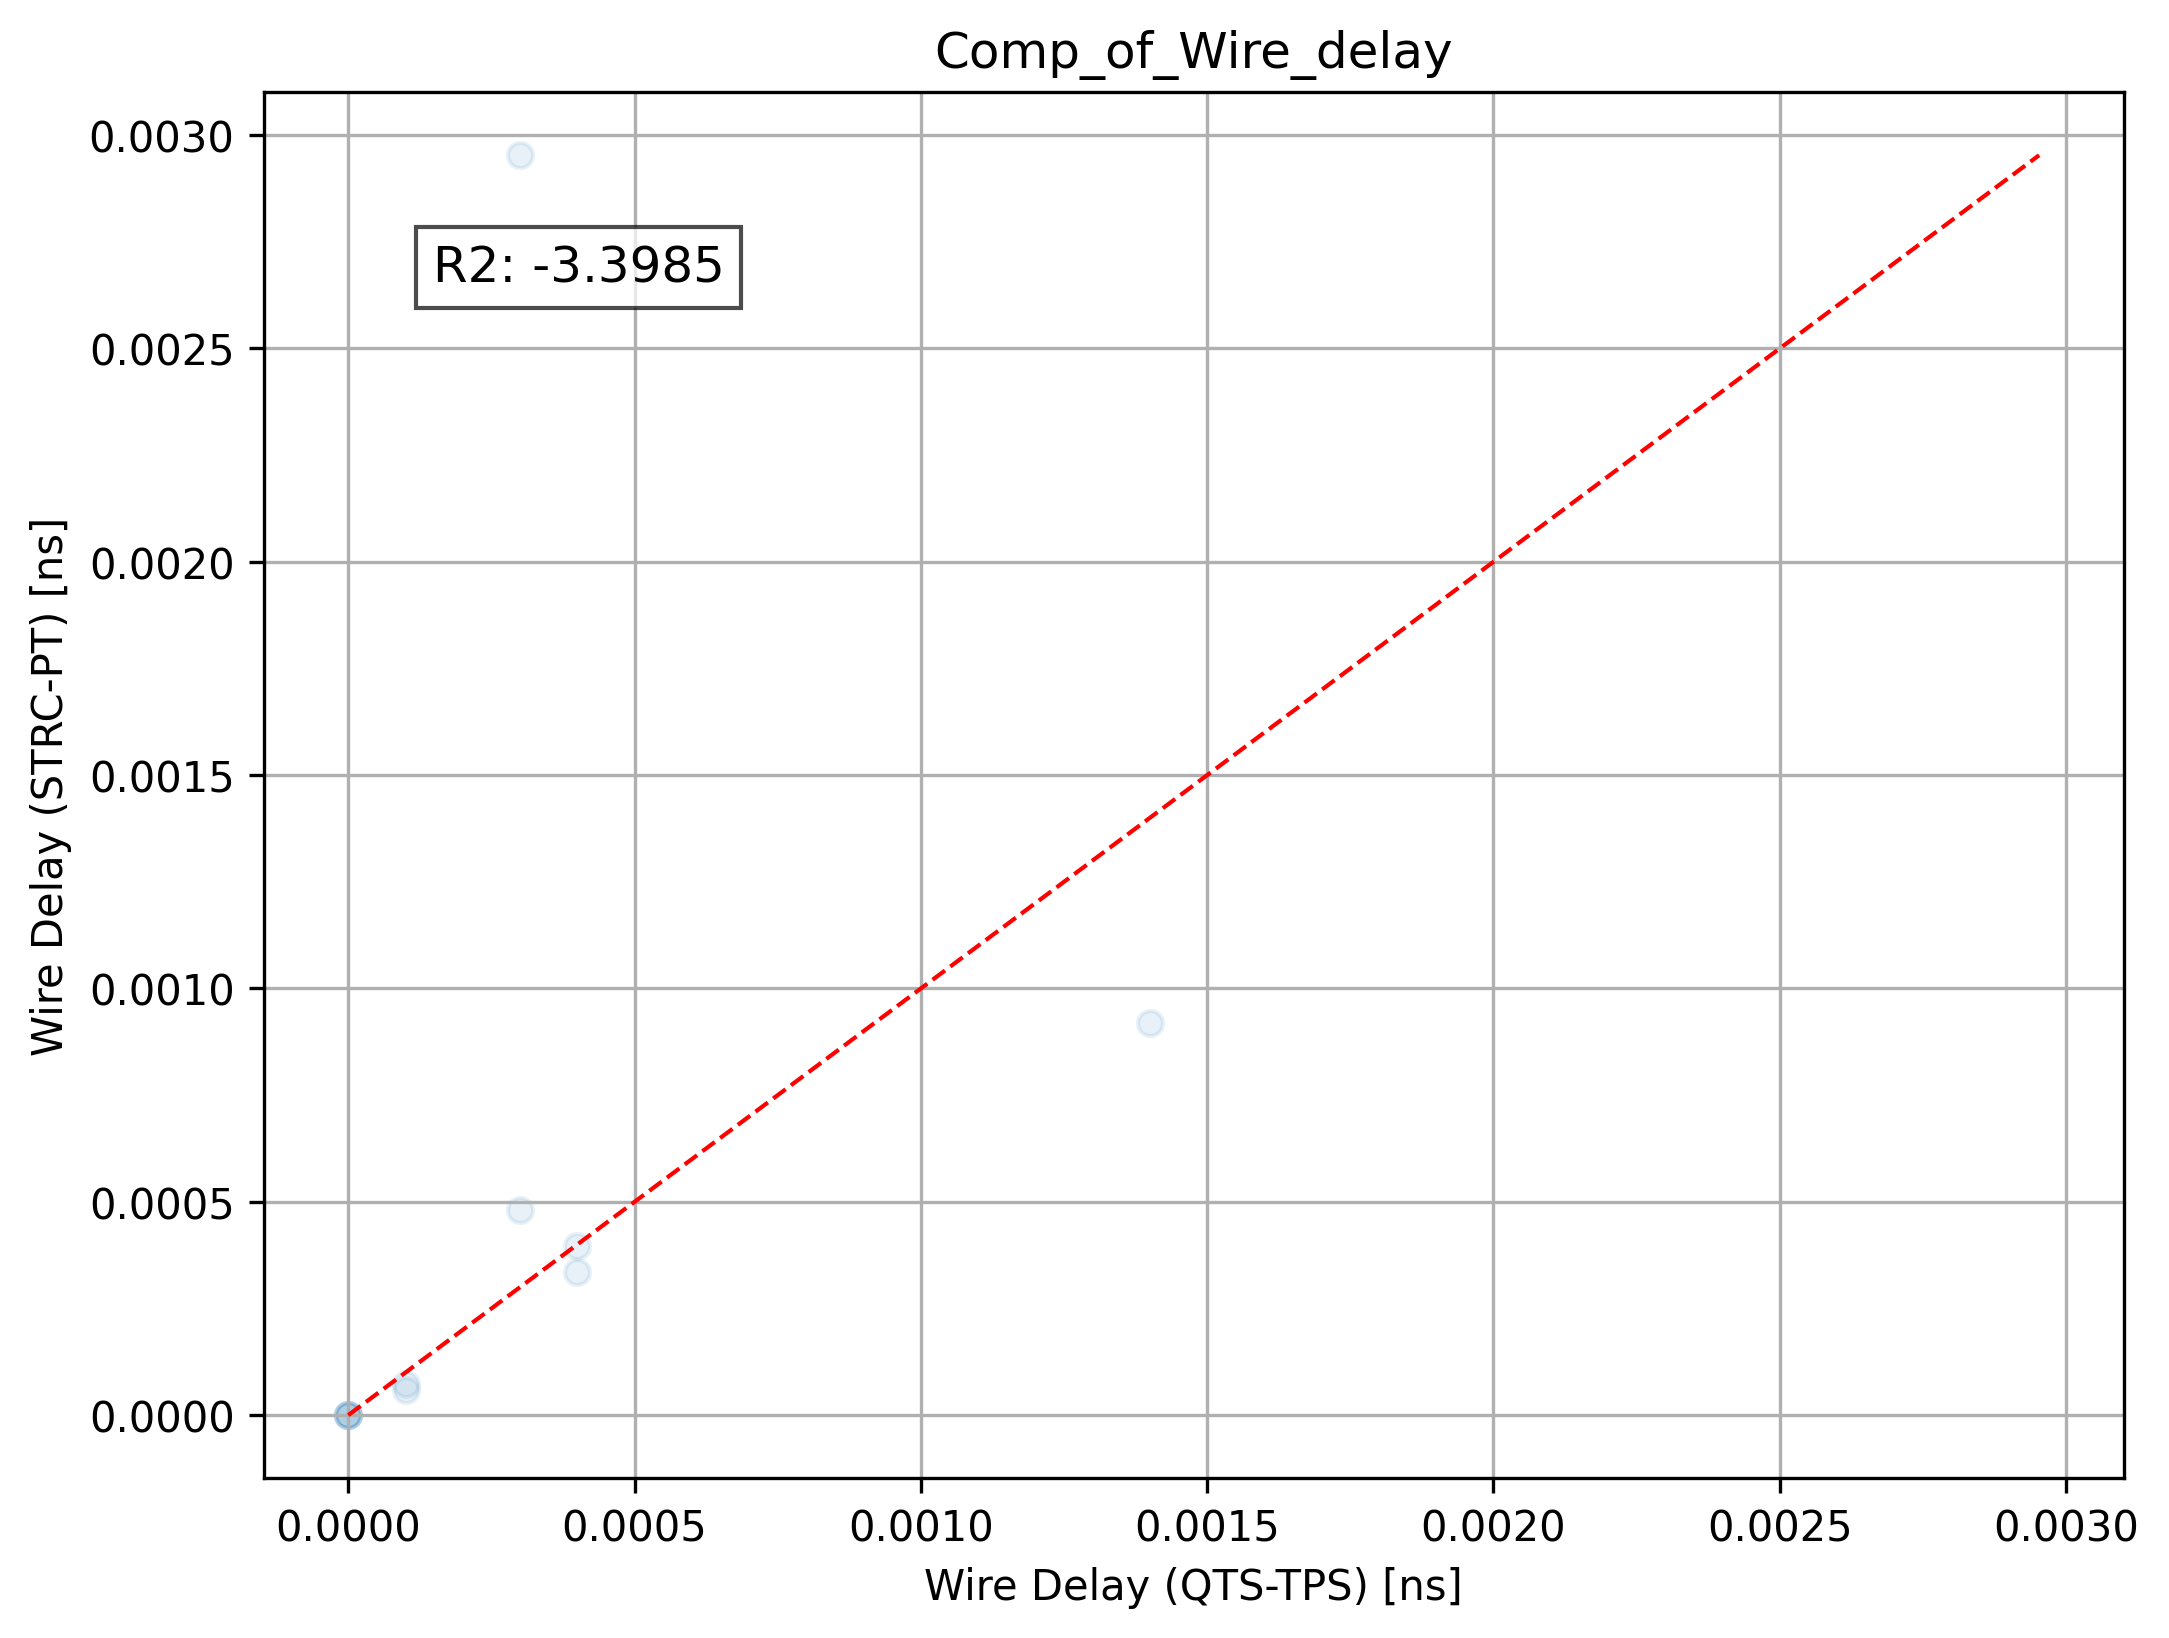 Comp_of_Wire_delay
0.0030
0.0025
0.0020
0.0015
0.0010
0.0005
0.0000
R2: -3.3985
Wire Delay (STRC-PT) [ns]
0.0000 0.0005 0.0010 0.0015 0.0020 0.0025 0.0030
Wire Delay (QTS-TPS) [ns]